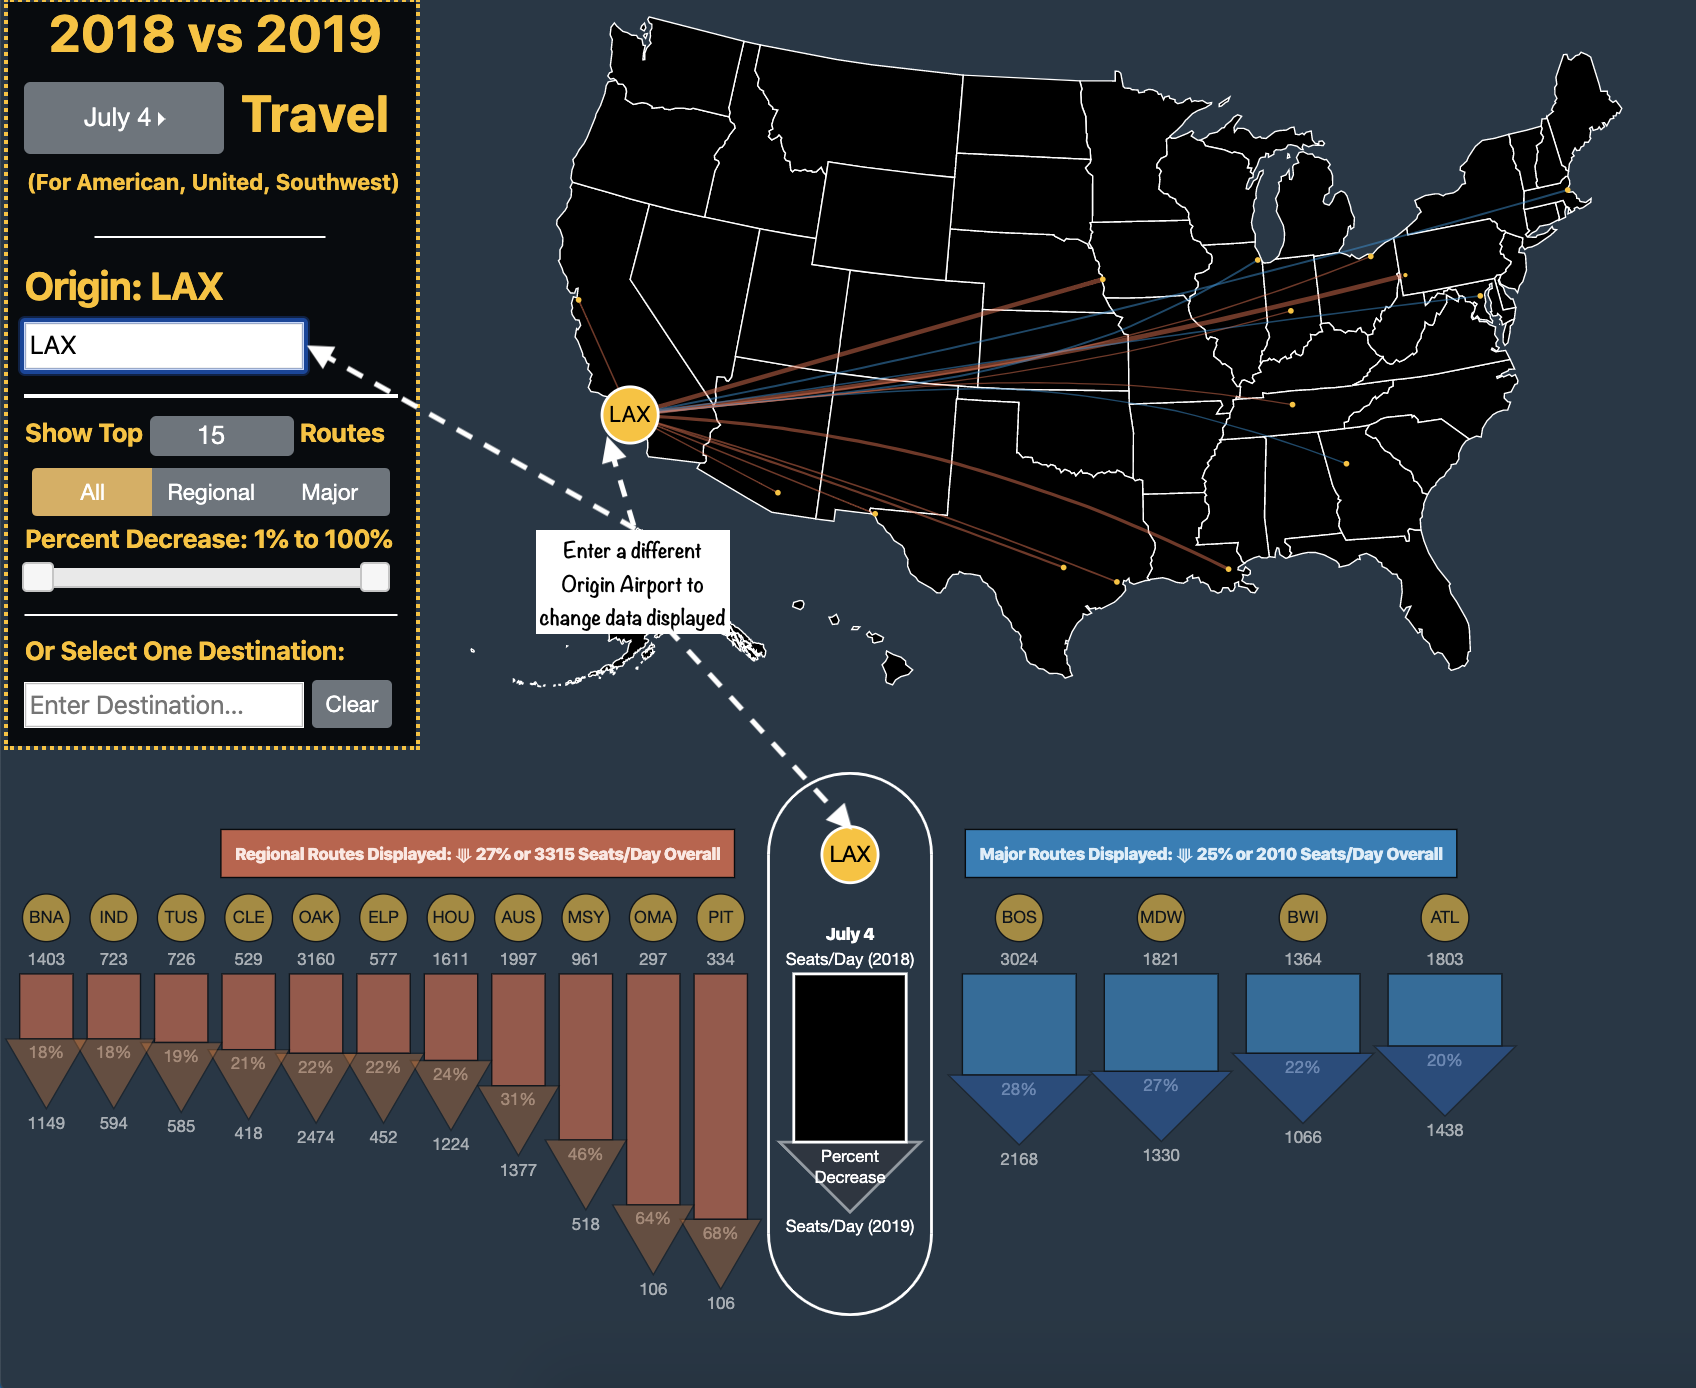 2018 vs 2019
July 4 Travel
(For American, United, Southwest)
Origin: LAX
LAX
Show Top 15 Routes
All Regional Major
Percent Decrease: 1% to 100%
Or Select One Destination:
Enter Destination... Clear
LAX
Enter a different
Origin Airport to
change data displayed
Regional Routes Displayed: ⟱ 27% or 3315 Seats/Day Overall
BNA IND TUS CLE OAK ELP HOU AUS MSY OMA PIT
1403 723 726 529 3160 577 1611 1997 961 297 334
18% 18% 19% 21% 22% 22% 24% 31% 46% 64% 68%
1149 594 585 418 2474 452 1224 1377 518 106 106
LAX
July 4
Seats/Day (2018)
Percent
Decrease
Seats/Day (2019)
Major Routes Displayed: ⟱ 25% or 2010 Seats/Day Overall
BOS MDW BWI ATL
3024 1821 1364 1803
28% 27% 22% 20%
2168 1330 1066 1438